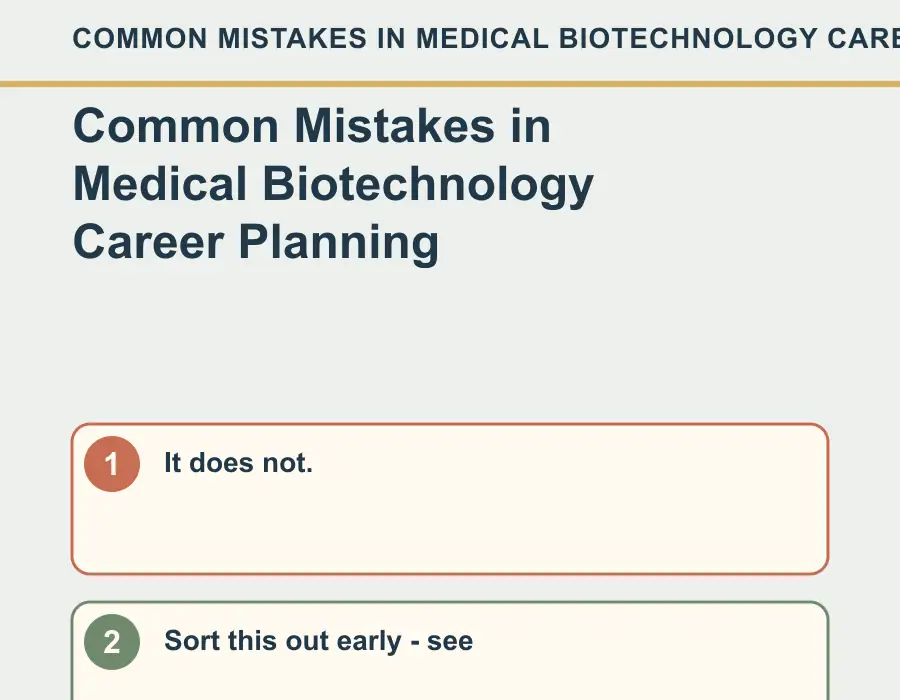 COMMON MISTAKES IN MEDICAL BIOTECHNOLOGY CARE
Common Mistakes in
Medical Biotechnology
Career Planning
1 It does not.
2 Sort this out early - see